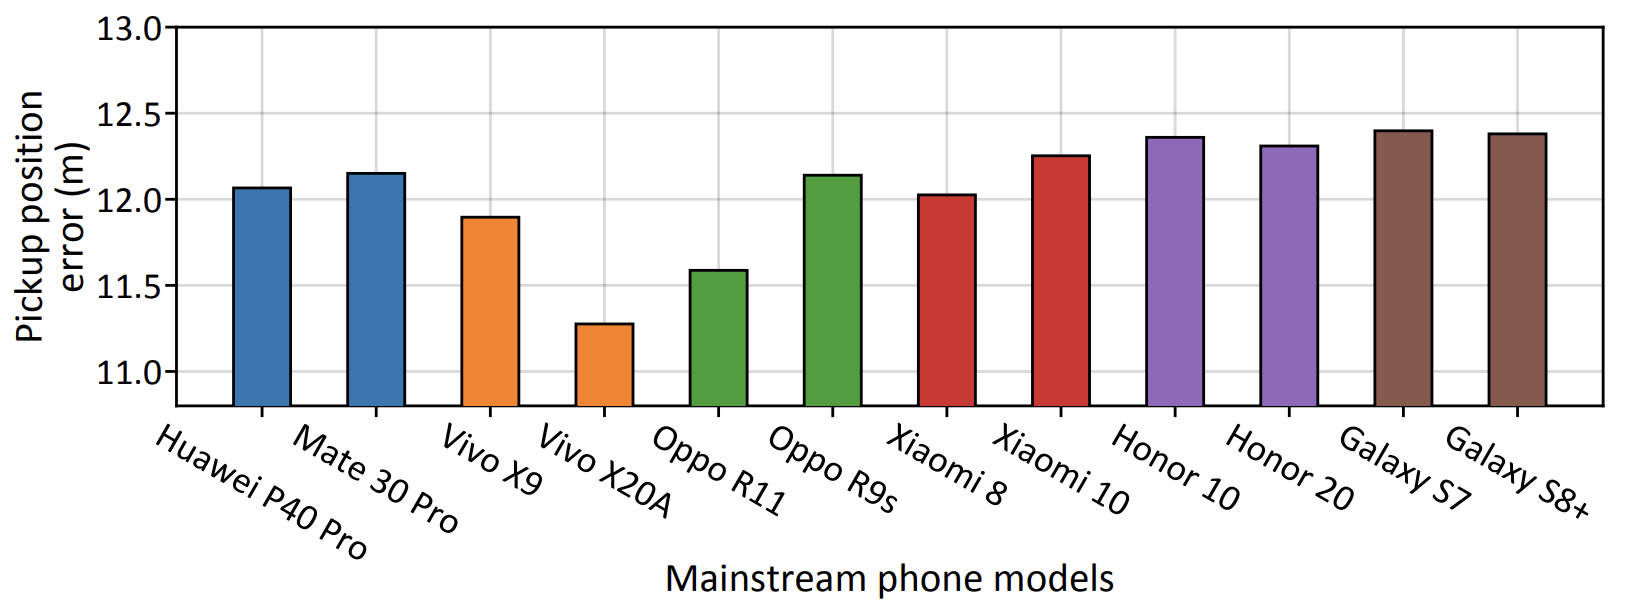 Pickup position
error (m)
13.0
12.5
12.0
11.5
11.0
Huawei P40 Pro
Mate 30 Pro
Vivo X9
Vivo X20A
Oppo R11
Oppo R9s
Xiaomi 8
Xiaomi 10
Honor 10
Honor 20
Galaxy S7
Galaxy S8+
Mainstream phone models